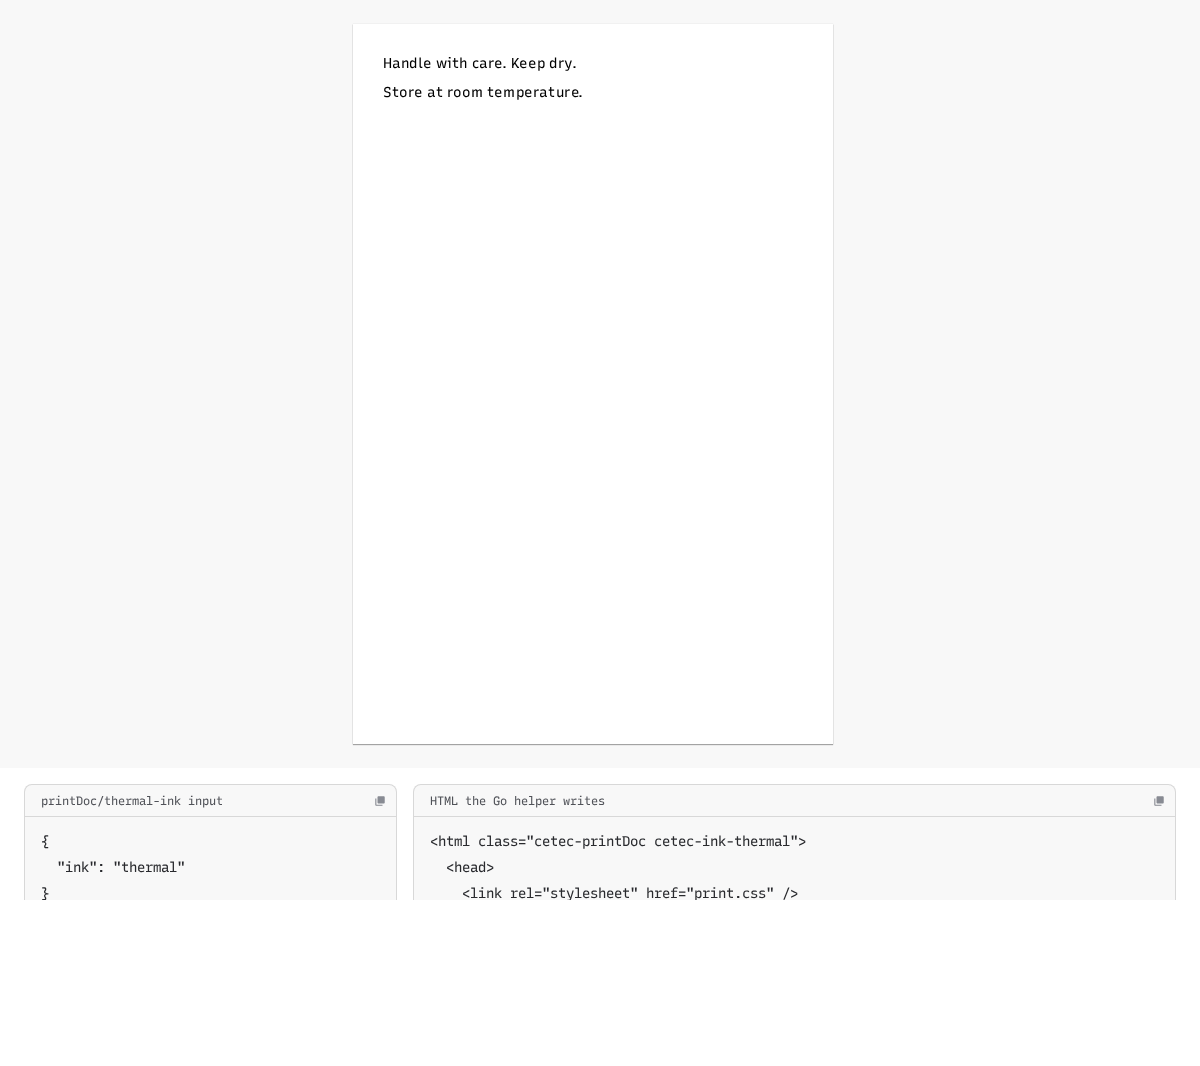 Handle with care. Keep dry.
Store at room temperature.
printDoc/thermal-ink input
{
  "ink": "thermal"
}
HTML the Go helper writes
<html class="cetec-printDoc cetec-ink-thermal">
  <head>
    <link rel="stylesheet" href="print.css" />